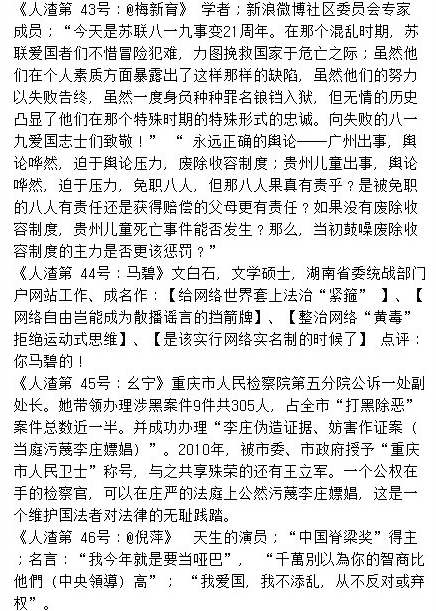 《人渣第 43号:@梅新育》 学者;新浪微博社区委员会专家
成员;“今天是苏联八一九事变21周年。在那个混乱时期,苏
联爱国者们不惜冒险犯难,力图挽救国家于危亡之际;虽然他
们在个人素质方面暴露出了这样那样的缺陷,虽然他们的努力
以失败告终,虽然一度身负种种罪名锒铛入狱,但无情的历史
凸显了他们在那个特殊时期的特殊形式的忠诚。向失败的八一
九爱国志士们致敬!” “ 永远正确的舆论——广州出事,舆
论哗然,迫于舆论压力,废除收容制度;贵州儿童出事,舆论
哗然,迫于压力,免职八人,但那八人果真有责乎?是被免职
的八人有责任还是获得赔偿的父母更有责任?如果没有废除收
容制度,贵州儿童死亡事件能否发生?那么,当初鼓噪废除收
容制度的主力是否更该惩罚?”
《人渣第 44号:马碧》文白石,文学硕士,湖南省委统战部门
户网站工作、成名作:【给网络世界套上法治“紧箍” 】、【
网络自由岂能成为散播谣言的挡箭牌】、【整治网络“黄毒”
拒绝运动式思维】、【是该实行网络实名制的时候了】 点评:
你马碧的!
《人渣第 45号:幺宁》重庆市人民检察院第五分院公诉一处副
处长。她带领办理涉黑案件9件共305人,占全市“打黑除恶”
案件总数近一半。并成功办理“李庄伪造证据、妨害作证案(
当庭污蔑李庄嫖娼)”。2010年,被市委、市政府授予“重庆
市人民卫士”称号,与之共享殊荣的还有王立军。一个公权在
手的检察官,可以在庄严的法庭上公然污蔑李庄嫖娼,这是一
个维护国法者对法律的无耻践踏。
《人渣第 46号:@倪萍》 天生的演员;“中国脊梁奖”得主
;名言:“我今年就是要当哑巴”, “千萬別以為你的智商比
他們(中央領導)高”; “我爱国,我不添乱,从不反对或弃
权”。